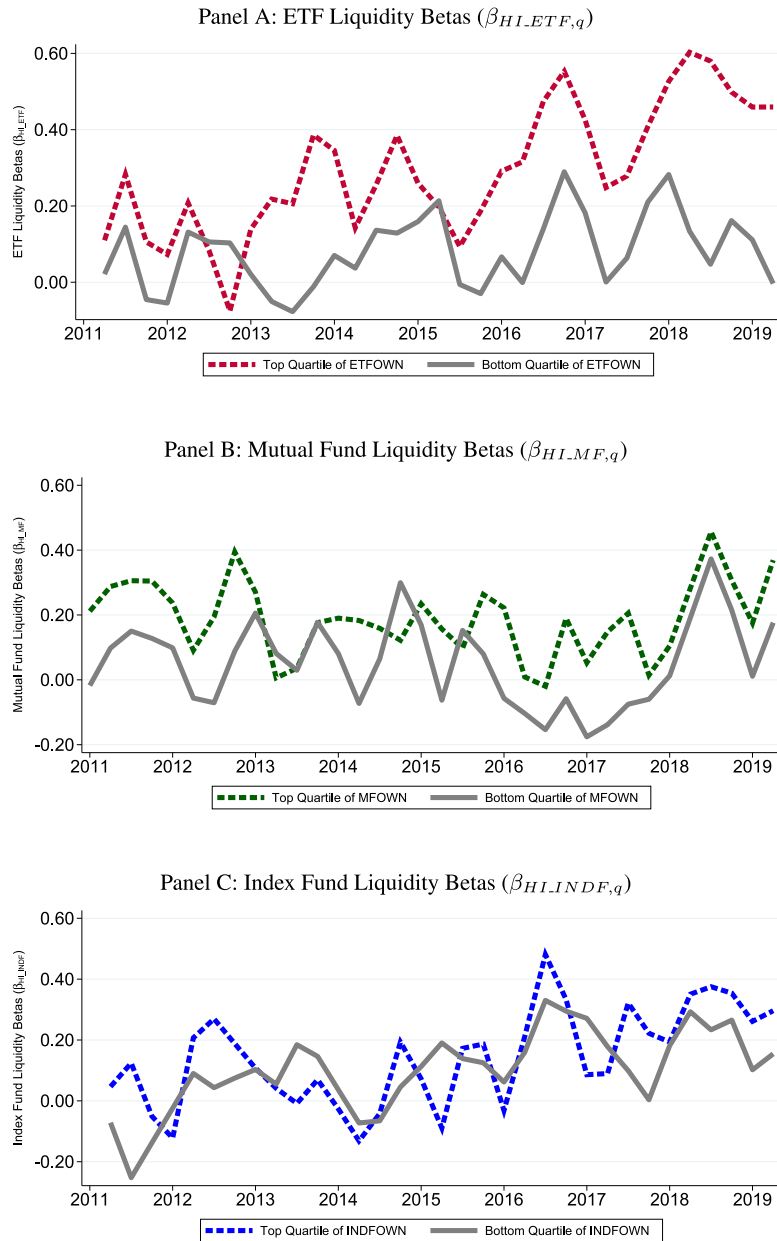 Panel A: ETF Liquidity Betas (βHI_ETF,q)
ETF Liquidity Betas (βHI_ETF)
0.60
0.40
0.20
0.00
2011 2012 2013 2014 2015 2016 2017 2018 2019
Top Quartile of ETFOWN Bottom Quartile of ETFOWN
Panel B: Mutual Fund Liquidity Betas (βHI_MF,q)
Mutual Fund Liquidity Betas (βHI_MF)
0.60
0.40
0.20
0.00
-0.20
2011 2012 2013 2014 2015 2016 2017 2018 2019
Top Quartile of MFOWN Bottom Quartile of MFOWN
Panel C: Index Fund Liquidity Betas (βHI_INDF,q)
Index Fund Liquidity Betas (βHI_INDF)
0.60
0.40
0.20
0.00
-0.20
2011 2012 2013 2014 2015 2016 2017 2018 2019
Top Quartile of INDFOWN Bottom Quartile of INDFOWN